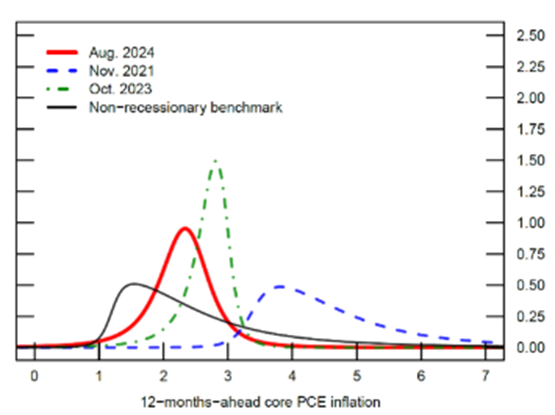 Aug. 2024
Nov. 2021
Oct. 2023
Non−recessionary benchmark
2.50
2.25
2.00
1.75
1.50
1.25
1.00
0.75
0.50
0.25
0.00
0 1 2 3 4 5 6 7
12−months−ahead core PCE inflation